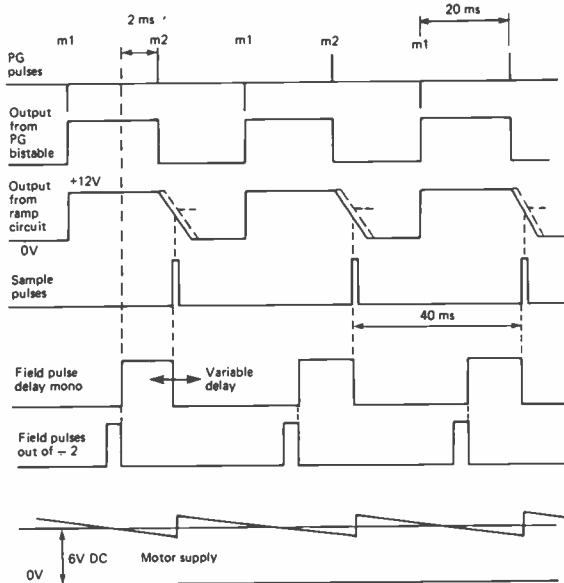 2 ms
20 ms
m1
m2
m1
m2
m1
PG
pulses
Output
from
PG
bistable
+12V
Output
from
ramp
circuit
0V
Sample
pulses
40 ms
Field pulse
delay mono
Variable
delay
Field pulses
out of ÷ 2
6V DC
Motor supply
0V